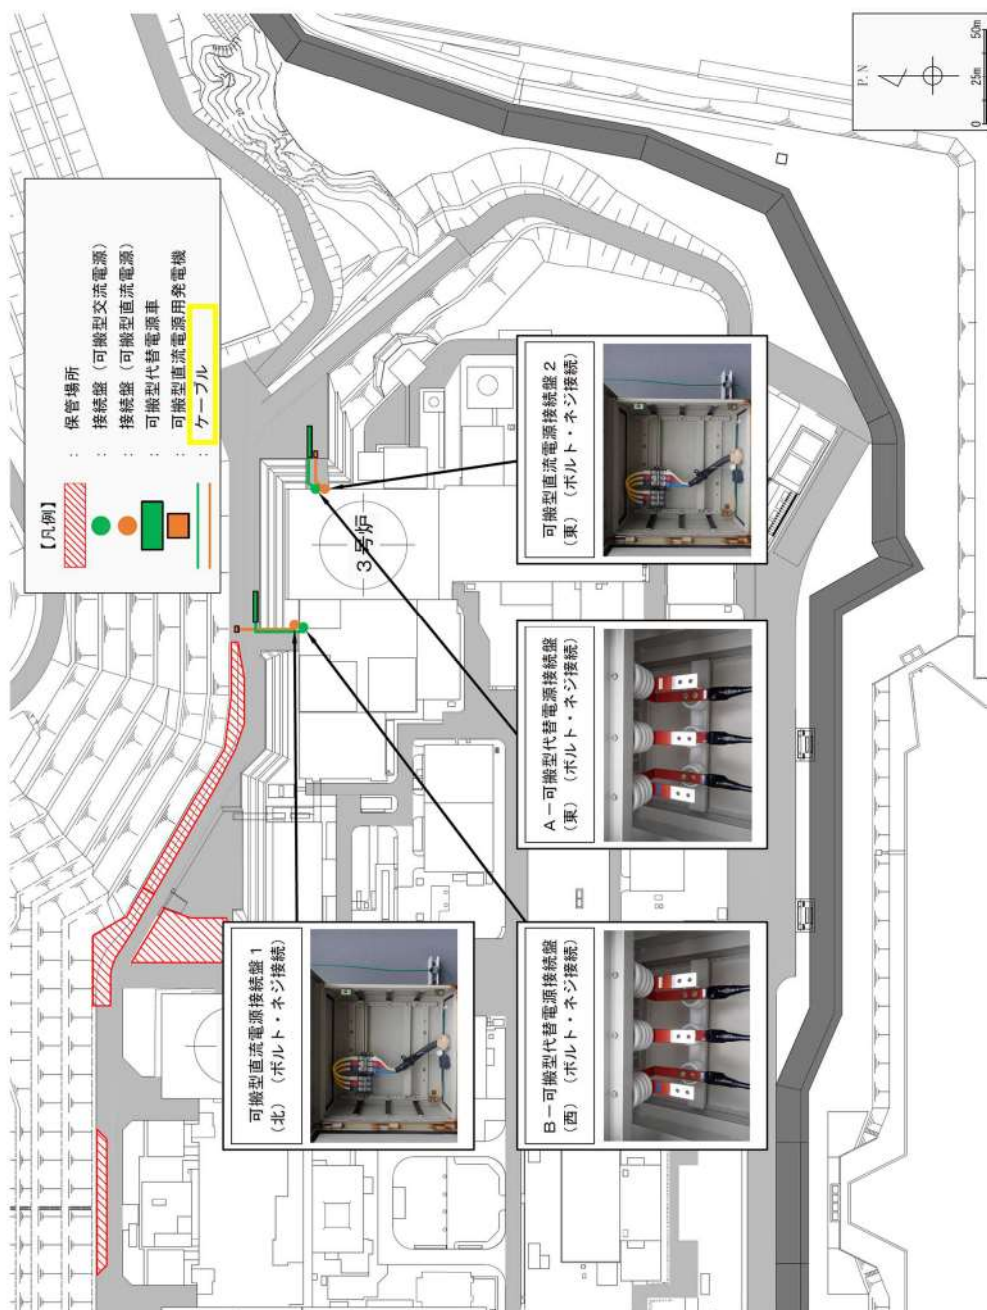 【凡例】
： 保管場所
： 接続盤（可搬型交流電源）
： 接続盤（可搬型直流電源）
： 可搬型代替電源車
： 可搬型直流電源用発電機
： ケーブル
P.N
0 25m 50m
3号炉
可搬型直流電源接続盤１
（北）（ボルト・ネジ接続）
B－可搬型代替電源接続盤
（西）（ボルト・ネジ接続）
A－可搬型代替電源接続盤
（東）（ボルト・ネジ接続）
可搬型直流電源接続盤２
（東）（ボルト・ネジ接続）